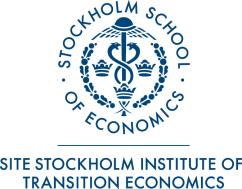 STOCKHOLM SCHOOL
OF ECONOMICS
SITE STOCKHOLM INSTITUTE OF
TRANSITION ECONOMICS